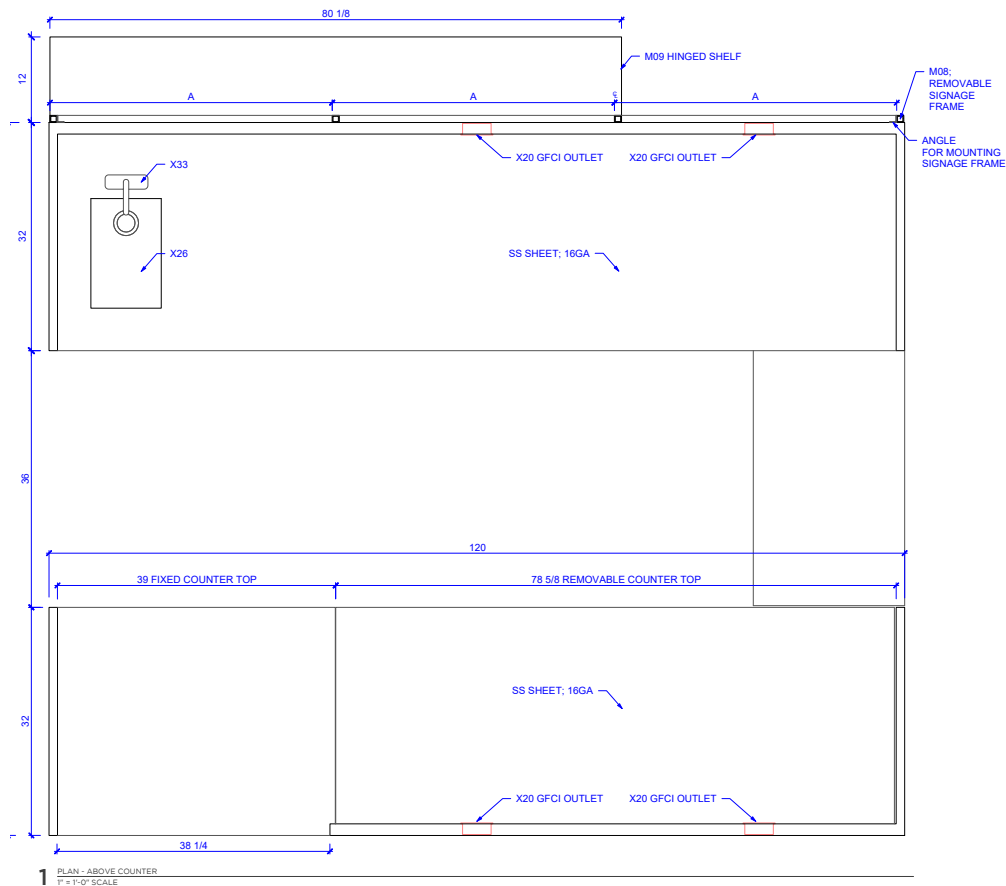 80 1/8
12
M09 HINGED SHELF
M08;
REMOVABLE
SIGNAGE
FRAME
A
A
A
ANGLE
FOR MOUNTING
SIGNAGE FRAME
X20 GFCI OUTLET
X20 GFCI OUTLET
X33
32
X26
SS SHEET; 16GA
36
120
39 FIXED COUNTER TOP
78 5/8 REMOVABLE COUNTER TOP
SS SHEET; 16GA
32
X20 GFCI OUTLET
X20 GFCI OUTLET
38 1/4
1
PLAN - ABOVE COUNTER
1" = 1'-0" SCALE